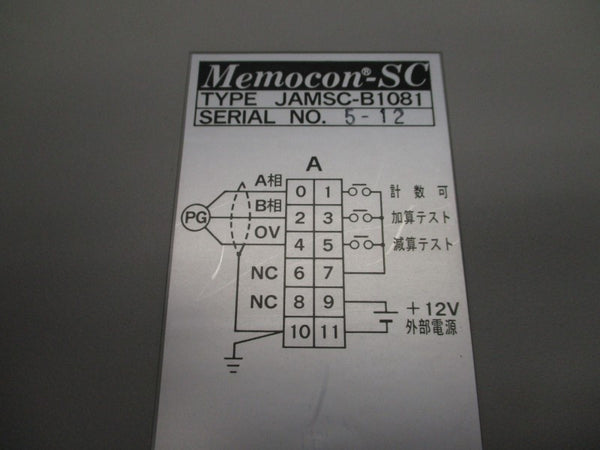 Memocon®-SC
TYPE JAMSC-B1081
SERIAL NO. 5-12
A
A相 0 1 計数可
PG B相 2 3 加算テスト
0V 4 5 減算テスト
NC 6 7
NC 8 9 +12V
10 11 外部電源